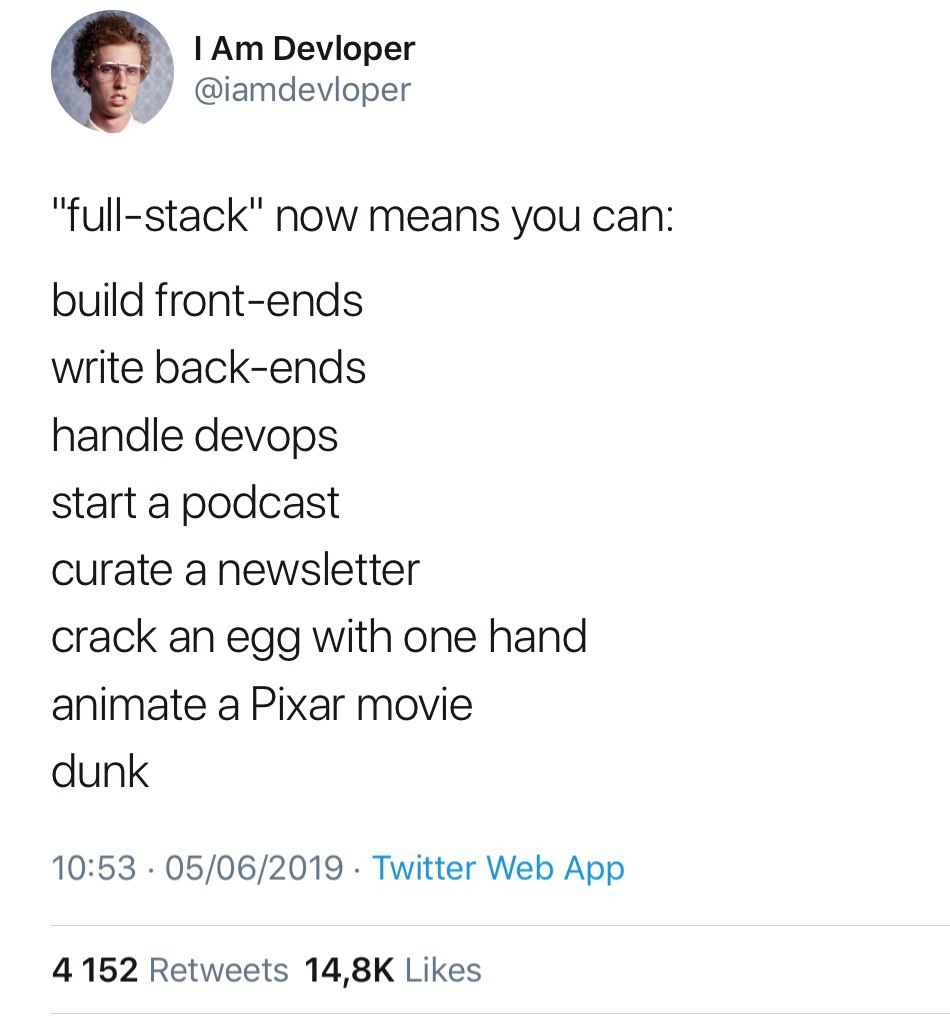 I Am Devloper
@iamdevloper
"full-stack" now means you can:
build front-ends
write back-ends
handle devops
start a podcast
curate a newsletter
crack an egg with one hand
animate a Pixar movie
dunk
10:53 · 05/06/2019 · Twitter Web App
4 152 Retweets 14,8K Likes